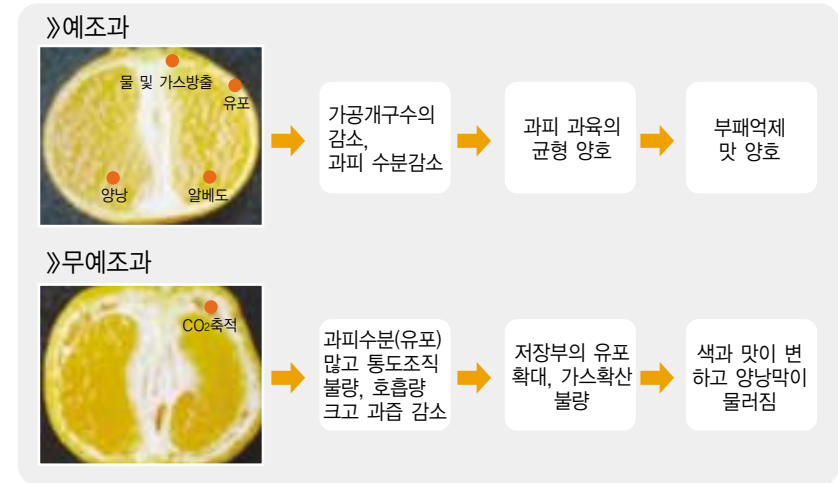 》예조과
물 및 가스방출
유포
양낭
알베도
가공개구수의
감소,
과피 수분감소
과피 과육의
균형 양호
부패억제
맛 양호
》무예조과
CO₂축적
과피수분(유포)
많고 통도조직
불량, 호흡량
크고 과즙 감소
저장부의 유포
확대, 가스확산
불량
색과 맛이 변
하고 양낭막이
물러짐